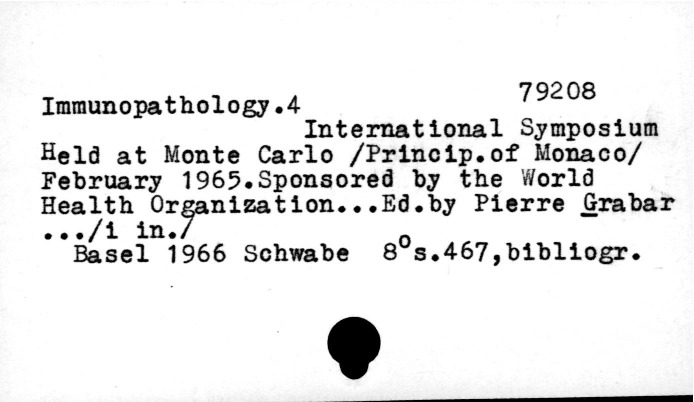 79208
Immunopathology.4
International Symposium
Held at Monte Carlo /Princip.of Monaco/
February 1965.Sponsored by the World
Health Organization...Ed.by Pierre Grabar
.../i in./
Basel 1966 Schwabe 8°s.467,bibliogr.